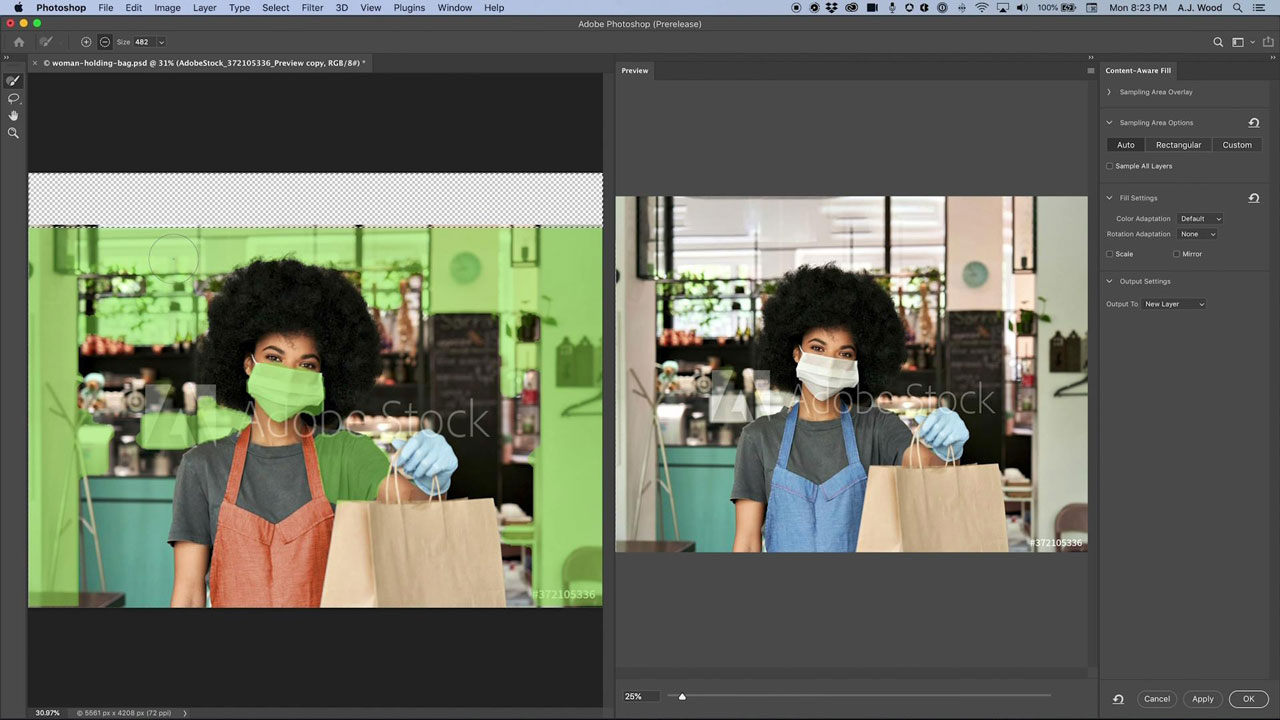 Photoshop File Edit Image Layer Type Select Filter 3D View Plugins Window Help 100% Mon 8:23 PM A.J. Wood
Adobe Photoshop (Prerelease)
Size 482
× © woman-holding-bag.psd @ 31% (AdobeStock_372105336_Preview copy, RGB/8#) *
Preview
Content-Aware Fill
Sampling Area Overlay
Sampling Area Options
Auto Rectangular Custom
Sample All Layers
Fill Settings
Color Adaptation Default
Rotation Adaptation None
Scale Mirror
Output Settings
Output To New Layer
Adobe Stock
#372105336
Adobe Stock
#372105336
25%
Cancel Apply OK
30.97% © 5561 px x 4208 px (72 ppi)